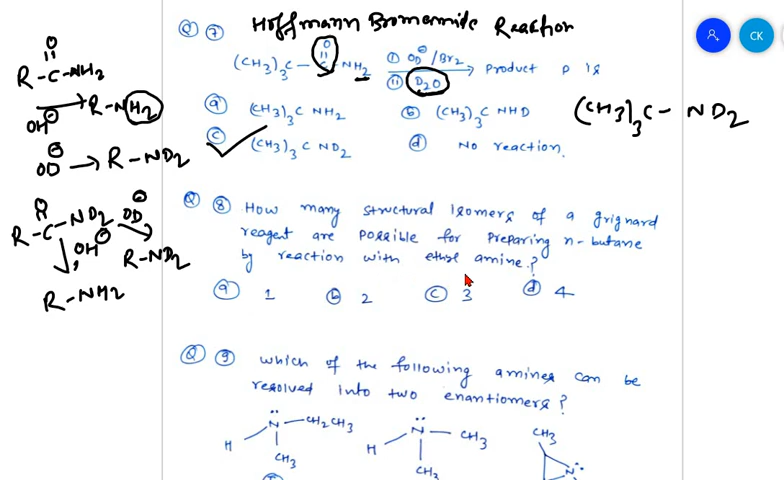 Hoffmann Bromamide Reaction
Q 7 (CH3)3C - C - NH2 (i) OD⊖ / Br2 (ii) D2O → Product P is
O
||
(a) (CH3)3C NH2 (b) (CH3)3C NHD
(c) (CH3)3C ND2 (d) No reaction.
(CH3)3C - ND2
O
||
R-C-NH2
→ R-NH2
OH⊖
OD⊖ → R-ND2
O
R-C-ND2 OD⊖
, OH⊖ R-ND2
R-NH2
Q 8 How many structural isomers of a grignard
reagent are possible for preparing n-butane
by reaction with ethyl amine?
(a) 1 (b) 2 (c) 3 (d) 4
Q 9 which of the following amines can be
resolved into two enantiomers?
H N CH2CH3 CH3
H N CH3 CH3
CH3 N
AU CK